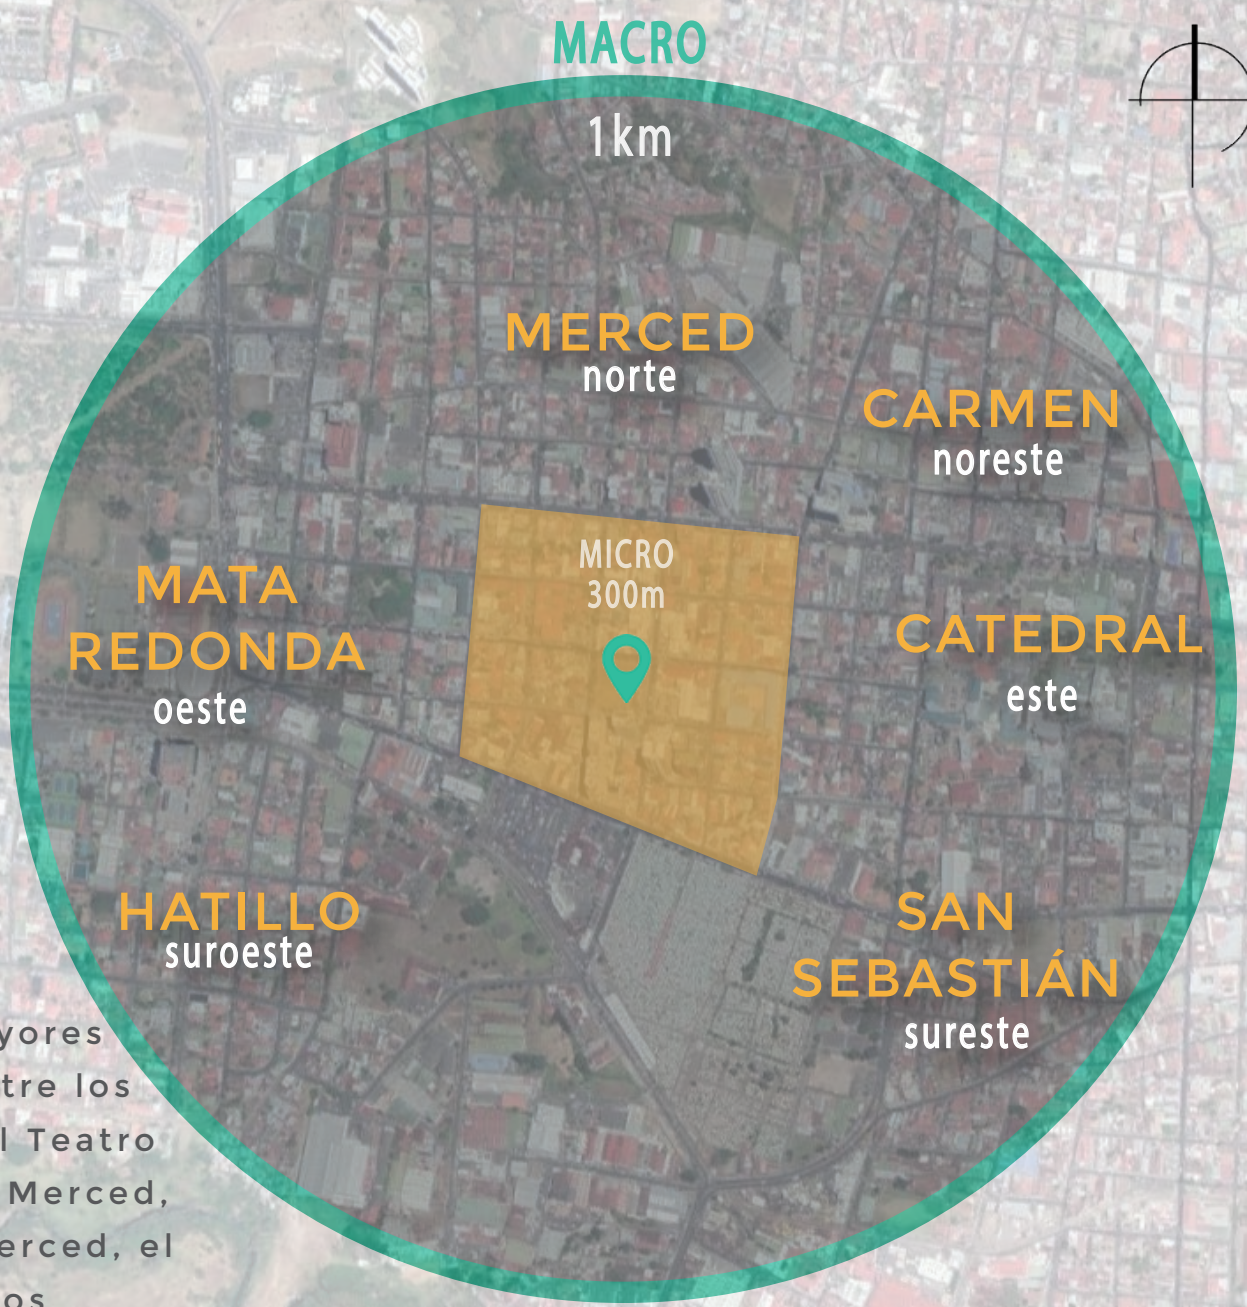 MACRO
1km
MERCED
norte
CARMEN
noreste
MICRO
300m
MATA
REDONDA
oeste
CATEDRAL
este
HATILLO
suroeste
SAN
SEBASTIÁN
sureste
yores
tre los
l Teatro
Merced,
erced, el
os